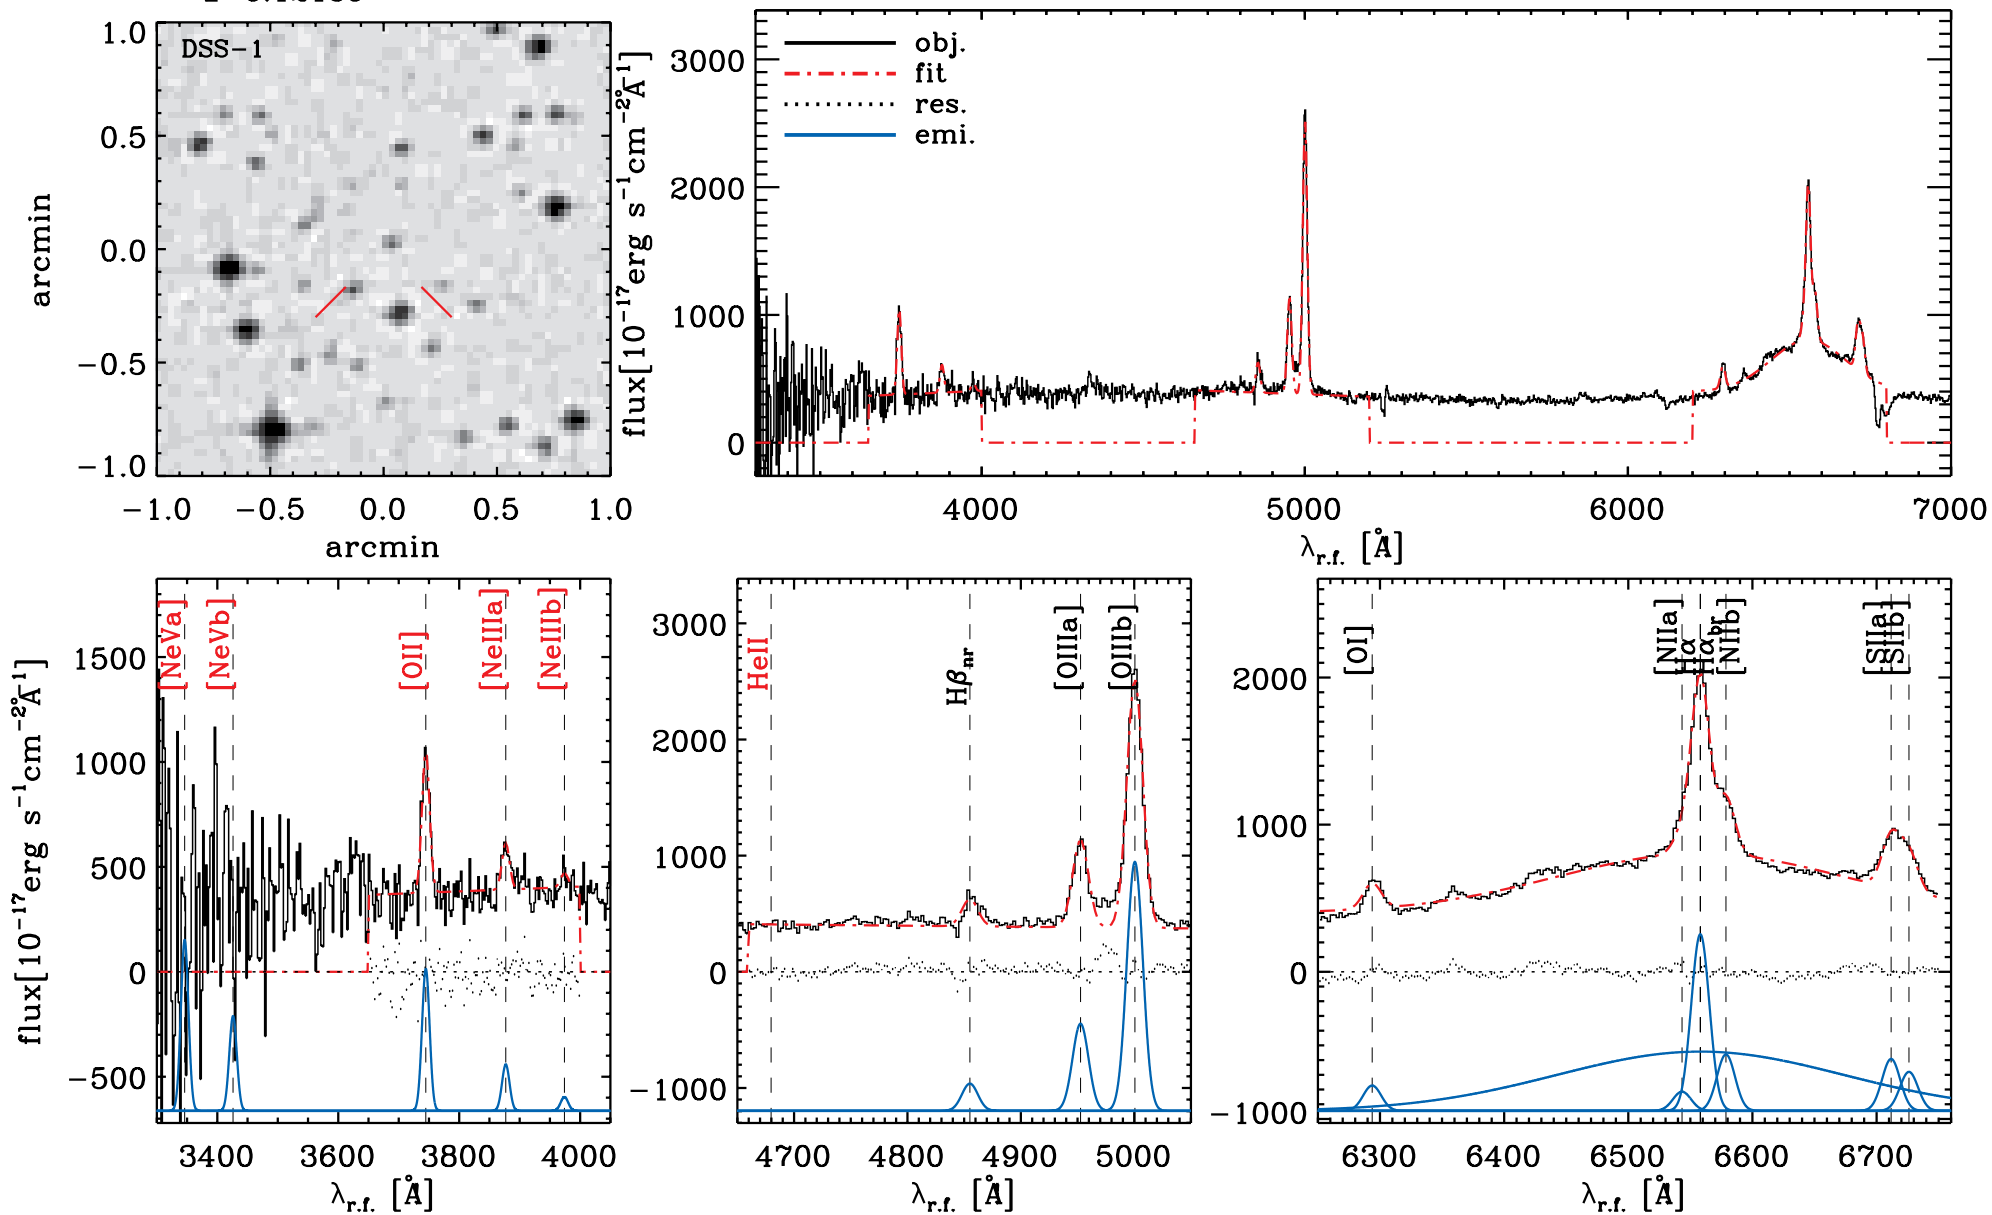 DSS-1
1.0
0.5
0.0
−0.5
−1.0
arcmin
−1.0 −0.5 0.0 0.5 1.0
arcmin
flux[10⁻¹⁷erg s⁻¹cm⁻²Å⁻¹]
3000
2000
1000
0
obj.
fit
res.
emi.
4000 5000 6000 7000
λr.f. [Å]
flux[10⁻¹⁷erg s⁻¹cm⁻²Å⁻¹]
1500
1000
500
0
−500
[NeVa]
[NeVb]
[OII]
[NeIIIa]
[NeIIIb]
3400 3600 3800 4000
λr.f. [Å]
3000
2000
1000
0
−1000
HeII
Hβnr
[OIIIa]
[OIIIb]
4700 4800 4900 5000
λr.f. [Å]
2000
1000
0
−1000
[OI]
[NIIa]
Hα
Hαbr
[NIIb]
[SIIa]
[SIIb]
6300 6400 6500 6600 6700
λr.f. [Å]